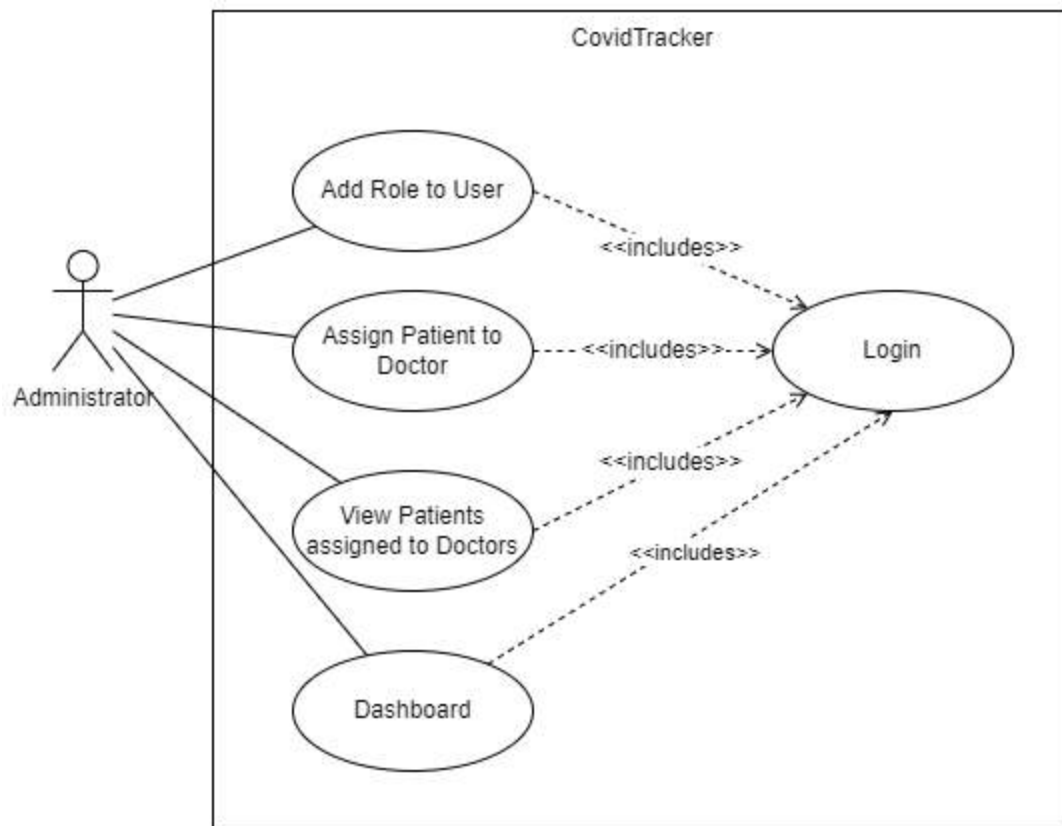 CovidTracker
Add Role to User
<<includes>>
Assign Patient to
Doctor
<<includes>>
Login
Administrator
<<includes>>
View Patients
assigned to Doctors
<<includes>>
Dashboard